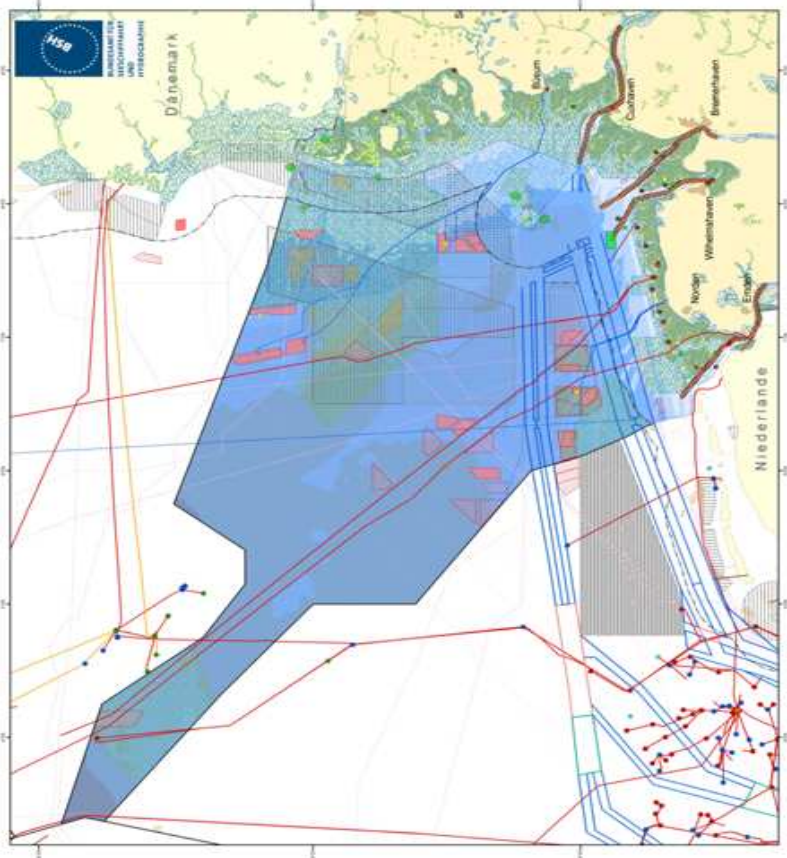 BSH
BUNDESAMT FÜR
SEESCHIFFFAHRT
UND
HYDROGRAPHIE
Dänemark
Büsum
Cuxhaven
Bremerhaven
Wilhelmshaven
Norden
Emden
Niederlande